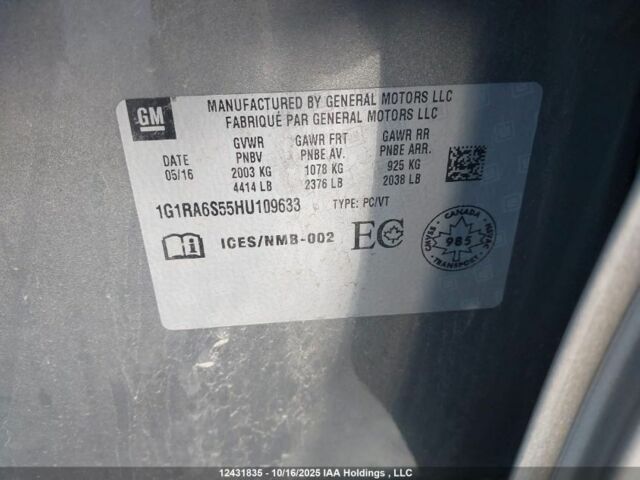 GM
MANUFACTURED BY GENERAL MOTORS LLC
FABRIQUÉ PAR GENERAL MOTORS LLC
DATE
05/16
GVWR
PNBV
2003 KG
4414 LB
GAWR FRT
PNBE AV.
1078 KG
2376 LB
GAWR RR
PNBE ARR.
925 KG
2038 LB
1G1RA6S55HU109633 TYPE: PC/VT
ICES/NMB-002
EC
CANADA
985
TRANSPORT
12431835 - 10/16/2025 IAA Holdings , LLC